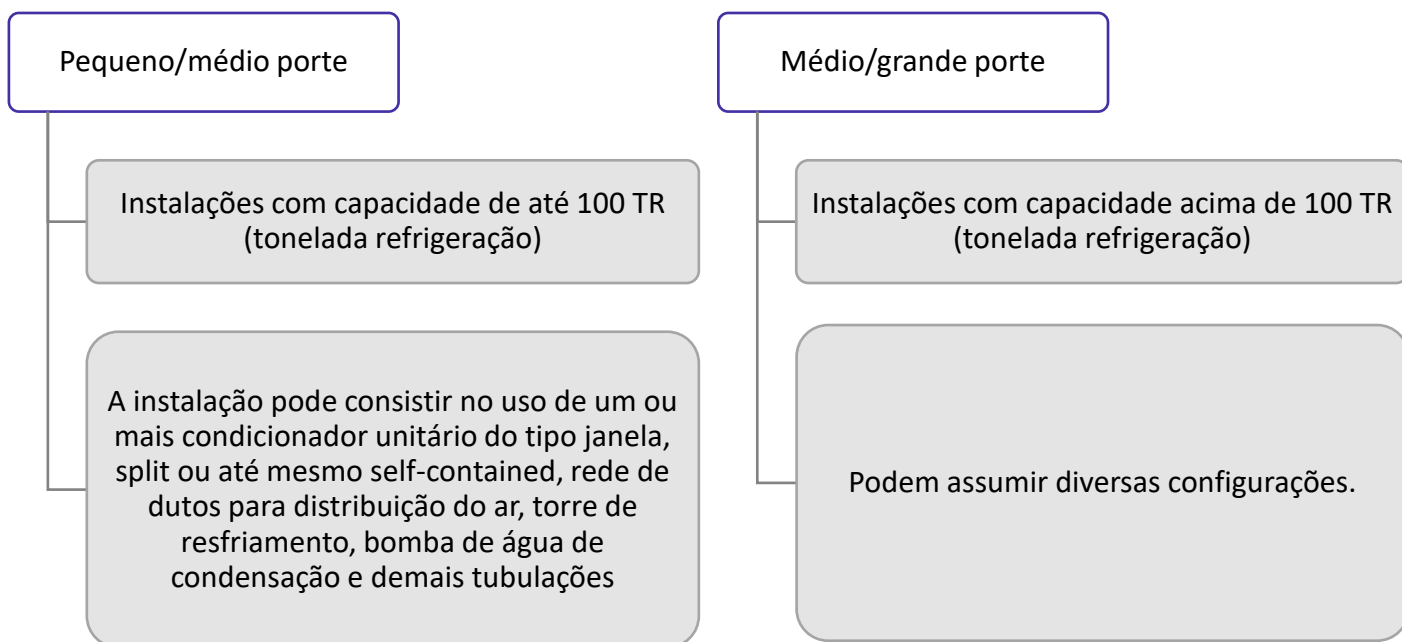 Pequeno/médio porte
Instalações com capacidade de até 100 TR
(tonelada refrigeração)
A instalação pode consistir no uso de um ou
mais condicionador unitário do tipo janela,
split ou até mesmo self-contained, rede de
dutos para distribuição do ar, torre de
resfriamento, bomba de água de
condensação e demais tubulações
Médio/grande porte
Instalações com capacidade acima de 100 TR
(tonelada refrigeração)
Podem assumir diversas configurações.